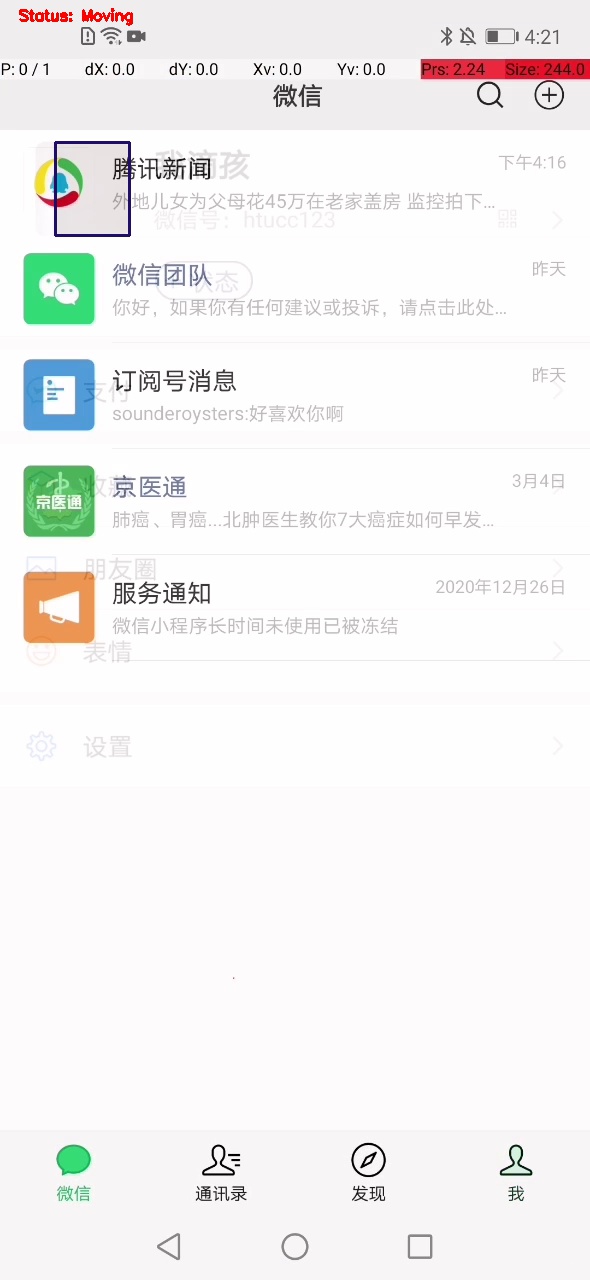 Status: Moving
4:21
P: 0 / 1 dX: 0.0 dY: 0.0 Xv: 0.0 Yv: 0.0 Prs: 2.24 Size: 244.0
微信
腾讯新闻 下午4:16
我the孩
外地儿女为父母花45万在老家盖房 监控拍下...
微信号: htucc123
微信团队 昨天
状态
你好，如果你有任何建议或投诉，请点击此处...
订阅号消息 昨天
支付
sounderoysters:好喜欢你啊
京医通 3月4日
收藏
京医通
肺癌、胃癌...北肿医生教你7大癌症如何早发...
朋友圈
服务通知 2020年12月26日
微信小程序长时间未使用已被冻结
表情
设置
微信 通讯录 发现 我